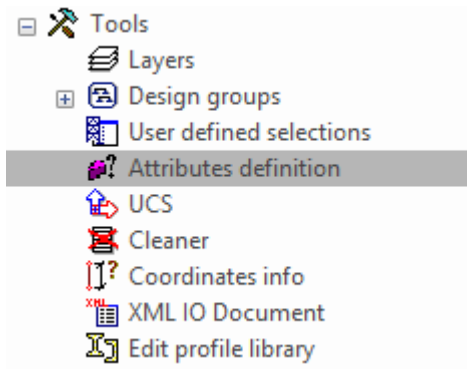 Tools
Layers
Design groups
User defined selections
Attributes definition
UCS
Cleaner
Coordinates info
XML IO Document
Edit profile library